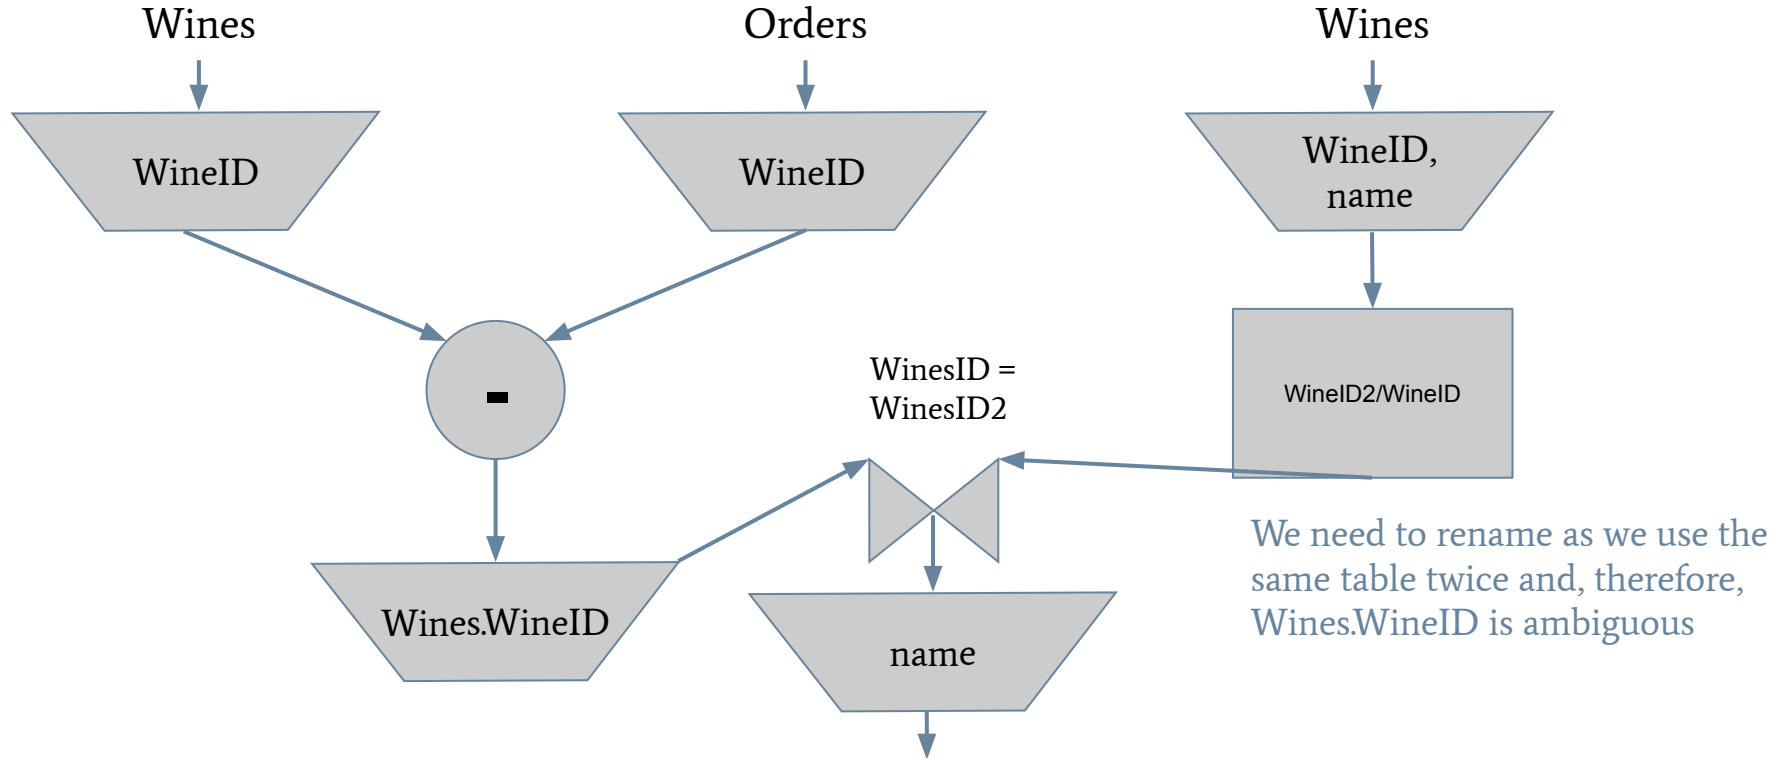 Wines
Orders
Wines
WineID
WineID
WineID,
name
-
WinesID =
WinesID2
WineID2/WineID
Wines.WineID
name
We need to rename as we use the
same table twice and, therefore,
Wines.WineID is ambiguous